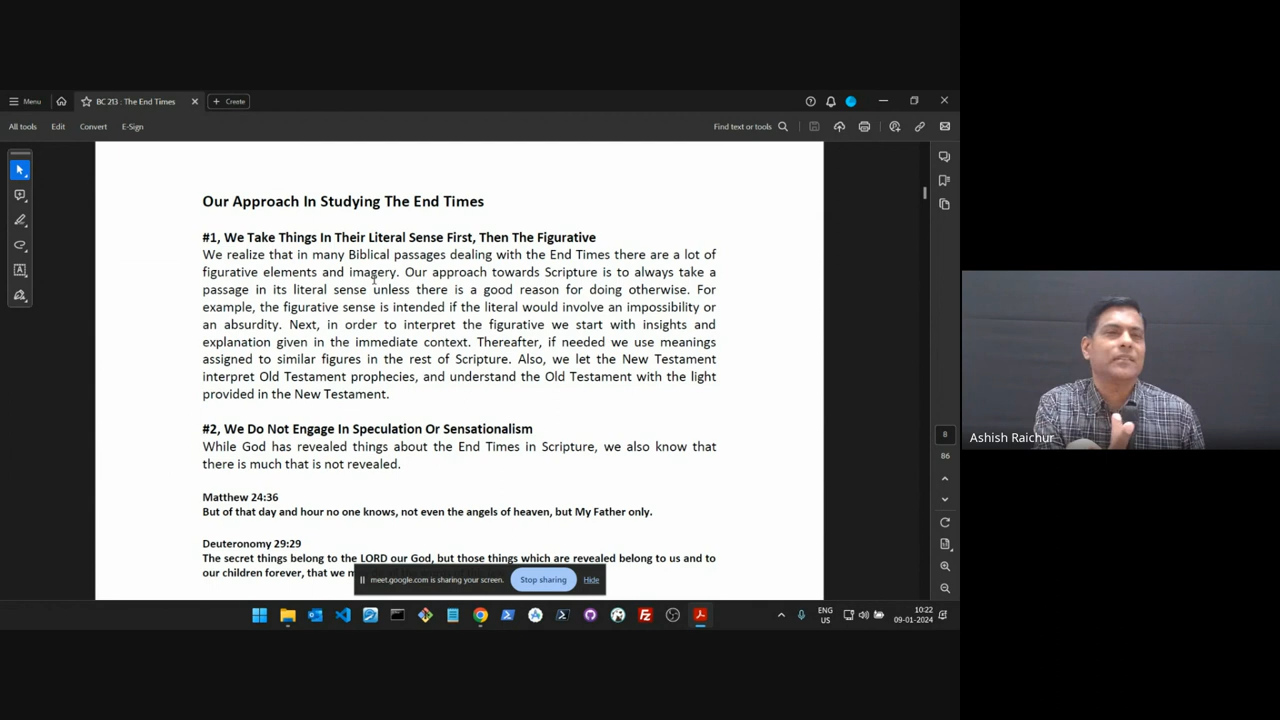 Menu
BC 213 : The End Times
Create
All tools
Edit
Convert
E-Sign
Find text or tools
Our Approach In Studying The End Times
#1, We Take Things In Their Literal Sense First, Then The Figurative
We realize that in many Biblical passages dealing with the End Times there are a lot of
figurative elements and imagery. Our approach towards Scripture is to always take a
passage in its literal sense unless there is a good reason for doing otherwise. For
example, the figurative sense is intended if the literal would involve an impossibility or
an absurdity. Next, in order to interpret the figurative we start with insights and
explanation given in the immediate context. Thereafter, if needed we use meanings
assigned to similar figures in the rest of Scripture. Also, we let the New Testament
interpret Old Testament prophecies, and understand the Old Testament with the light
provided in the New Testament.
#2, We Do Not Engage In Speculation Or Sensationalism
While God has revealed things about the End Times in Scripture, we also know that
there is much that is not revealed.
Matthew 24:36
But of that day and hour no one knows, not even the angels of heaven, but My Father only.
Deuteronomy 29:29
The secret things belong to the LORD our God, but those things which are revealed belong to us and to
our children forever, that we
8
86
meet.google.com is sharing your screen.
Stop sharing
Hide
Ashish Raichur
ENG
US
10:22
09-01-2024